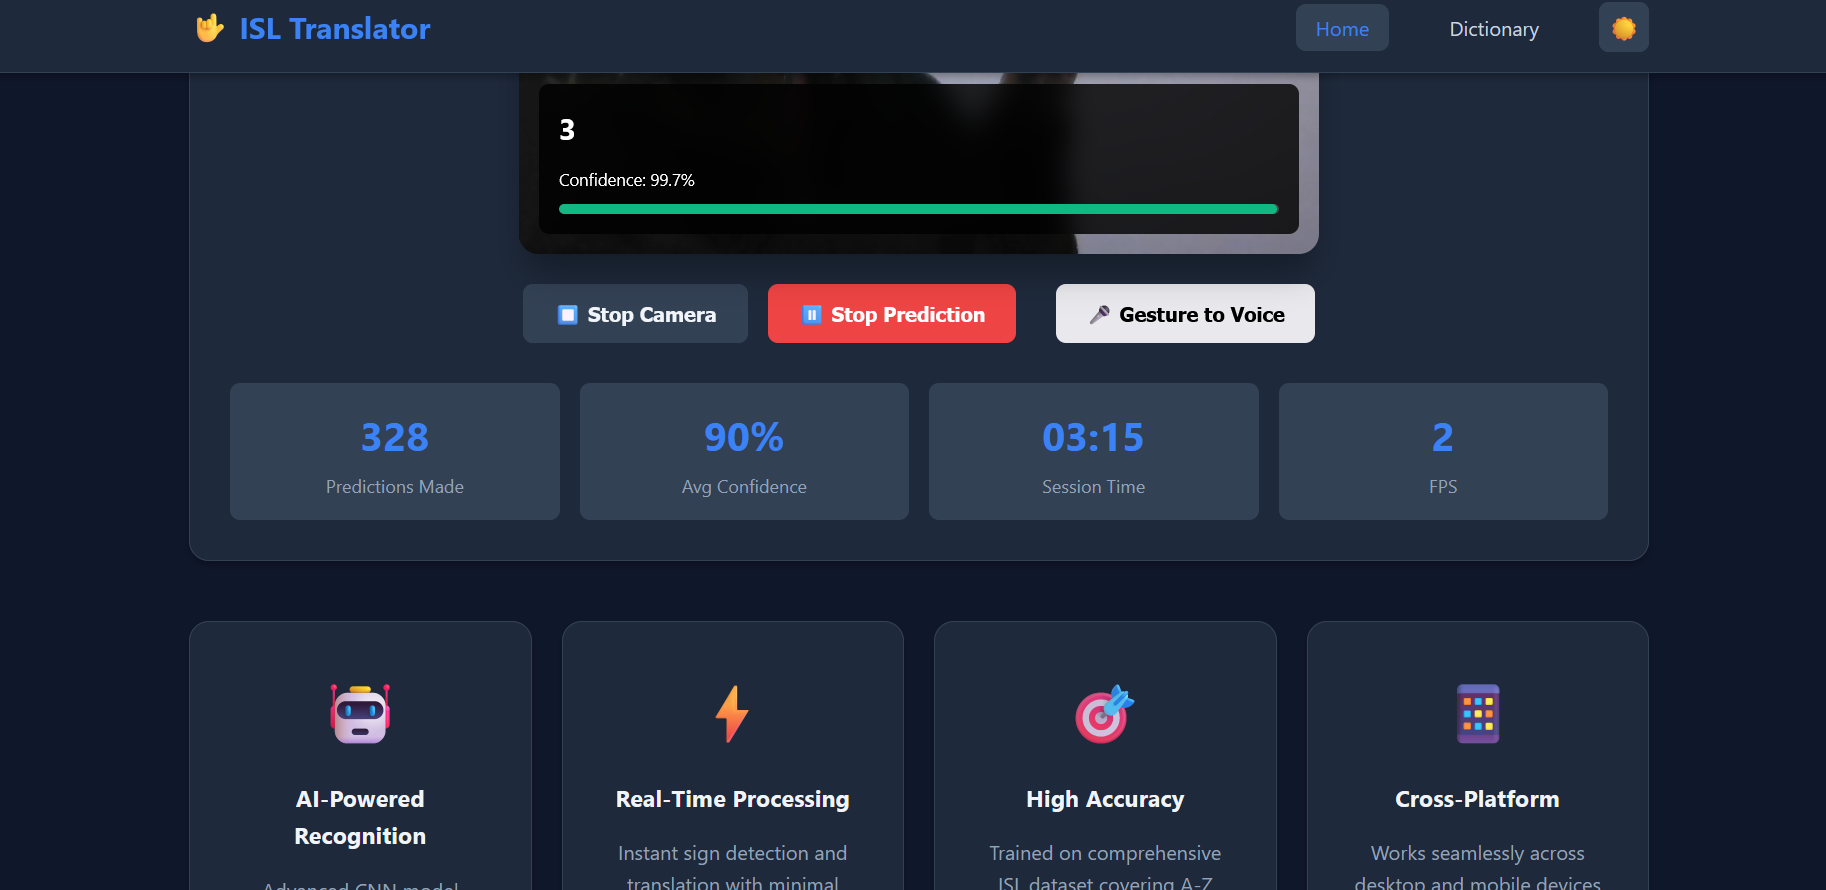 ISL Translator
Home
Dictionary
3
Confidence: 99.7%
Stop Camera
Stop Prediction
Gesture to Voice
328
Predictions Made
90%
Avg Confidence
03:15
Session Time
2
FPS
AI-Powered
Recognition
Advanced CNN model
Real-Time Processing
Instant sign detection and
translation with minimal
High Accuracy
Trained on comprehensive
ISL dataset covering A-Z
Cross-Platform
Works seamlessly across
desktop and mobile devices